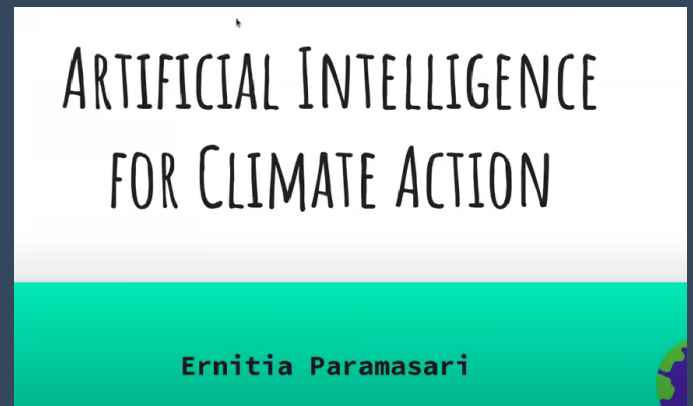 ARTIFICIAL INTELLIGENCE
FOR CLIMATE ACTION
Ernitia Paramasari